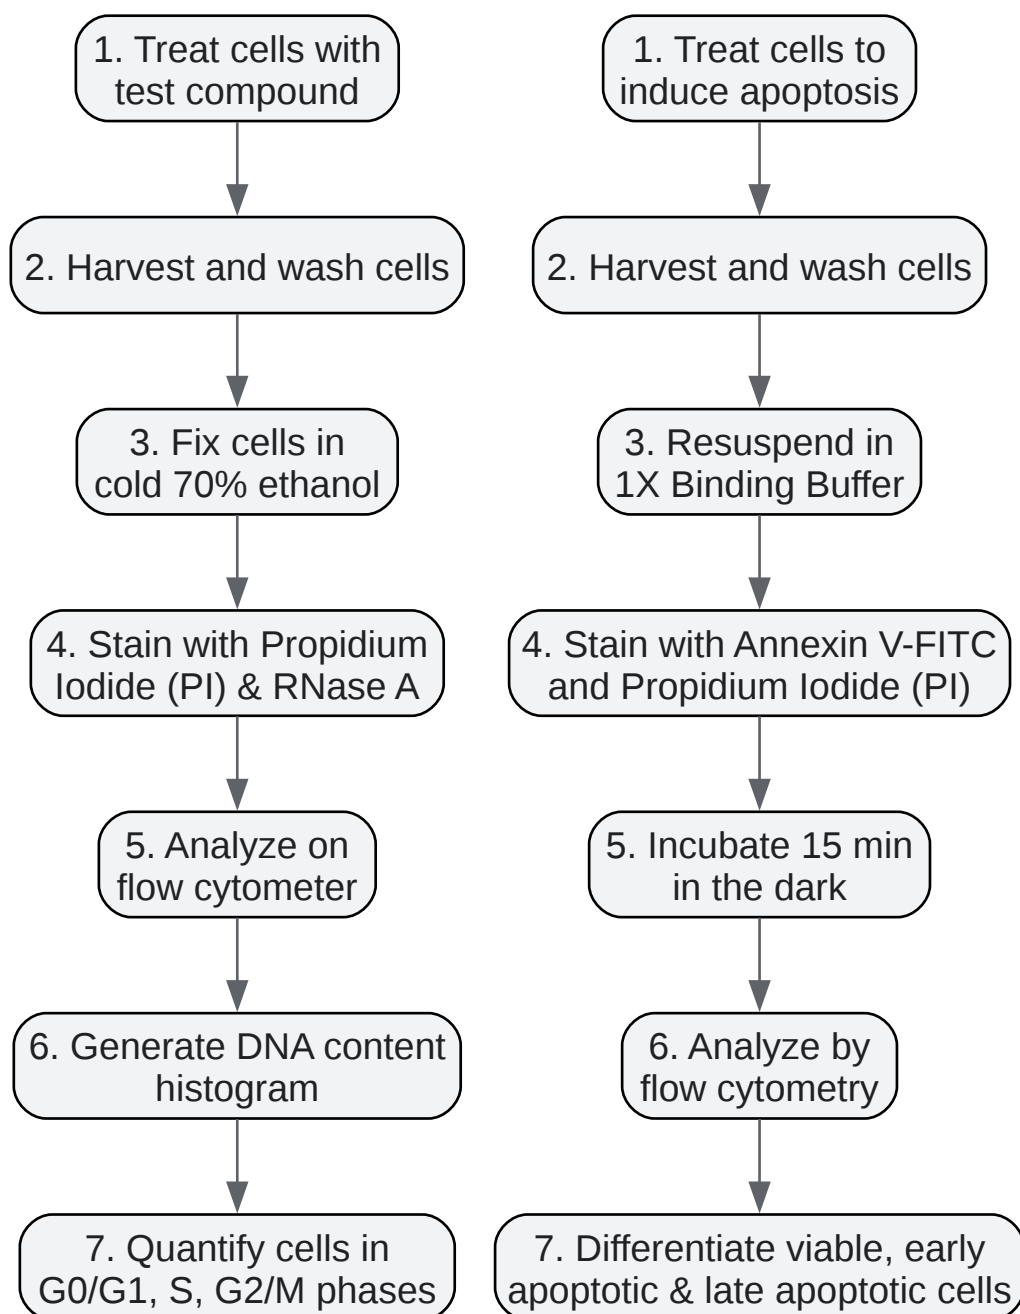 1. Treat cells with
test compound
2. Harvest and wash cells
3. Fix cells in
cold 70% ethanol
4. Stain with Propidium
Iodide (PI) & RNase A
5. Analyze on
flow cytometer
6. Generate DNA content
histogram
7. Quantify cells in
G0/G1, S, G2/M phases
1. Treat cells to
induce apoptosis
2. Harvest and wash cells
3. Resuspend in
1X Binding Buffer
4. Stain with Annexin V-FITC
and Propidium Iodide (PI)
5. Incubate 15 min
in the dark
6. Analyze by
flow cytometry
7. Differentiate viable, early
apoptotic & late apoptotic cells